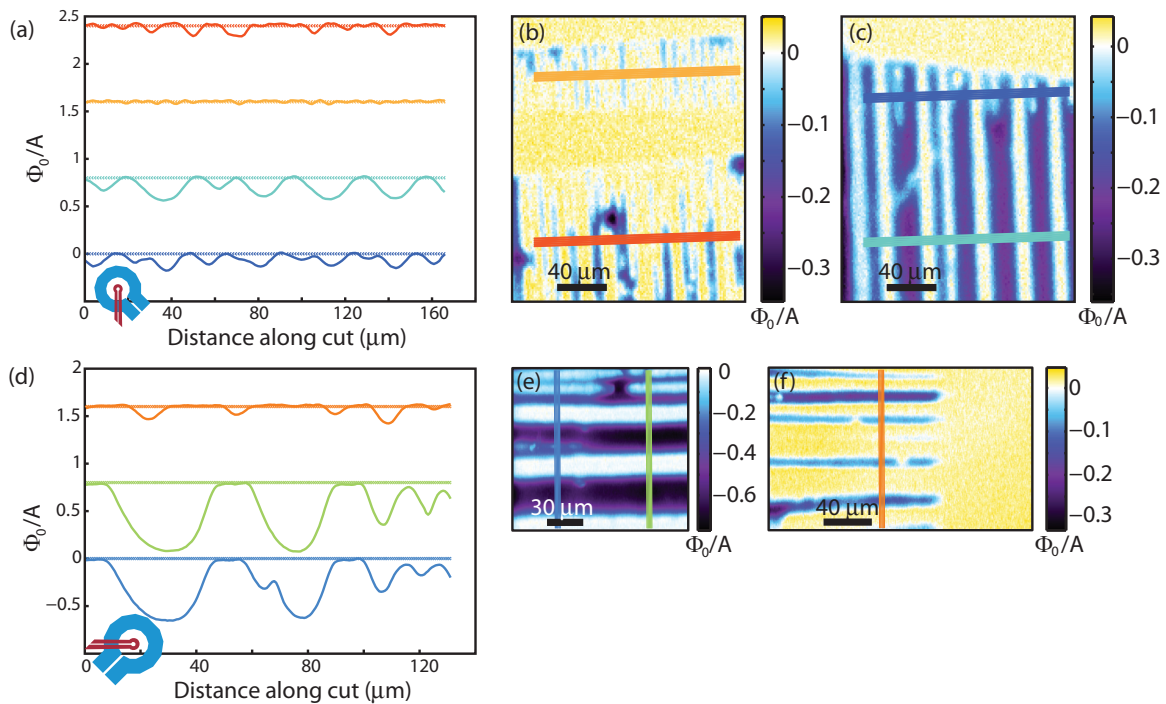 (a)
2.5
2
1.5
1
0.5
0
Φ₀/A
0 40 80 120 160
Distance along cut (μm)
(b)
40 μm
0
−0.1
−0.2
−0.3
Φ₀/A
(c)
40 μm
0
−0.1
−0.2
−0.3
Φ₀/A
(d)
2
1.5
1
0.5
0
−0.5
-1
Φ₀/A
0 40 80 120
Distance along cut (μm)
(e)
30 μm
0
−0.2
−0.4
−0.6
Φ₀/A
(f)
40 μm
0
−0.1
−0.2
−0.3
Φ₀/A